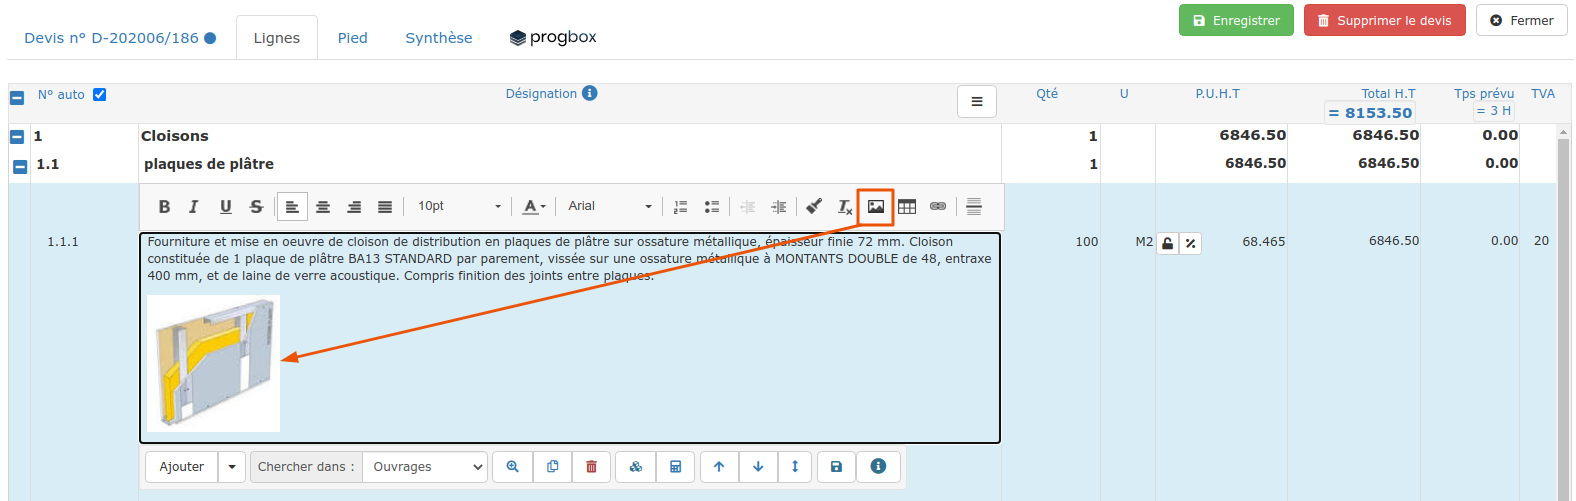 Enregistrer Supprimer le devis Fermer
Devis n° D-202006/186 Lignes Pied Synthèse progbox
N° auto Désignation Qté U P.U.H.T Total H.T Tps prévu TVA
= 8153.50 = 3 H
1 Cloisons 1 6846.50 6846.50 0.00
1.1 plaques de plâtre 1 6846.50 6846.50 0.00
B I U S 10pt A Arial
1.1.1 Fourniture et mise en oeuvre de cloison de distribution en plaques de plâtre sur ossature métallique, épaisseur finie 72 mm. Cloison 100 M2 68.465 6846.50 0.00 20
constituée de 1 plaque de plâtre BA13 STANDARD par parement, vissée sur une ossature métallique à MONTANTS DOUBLE de 48, entraxe
400 mm, et de laine de verre acoustique. Compris finition des joints entre plaques.
Ajouter Chercher dans : Ouvrages